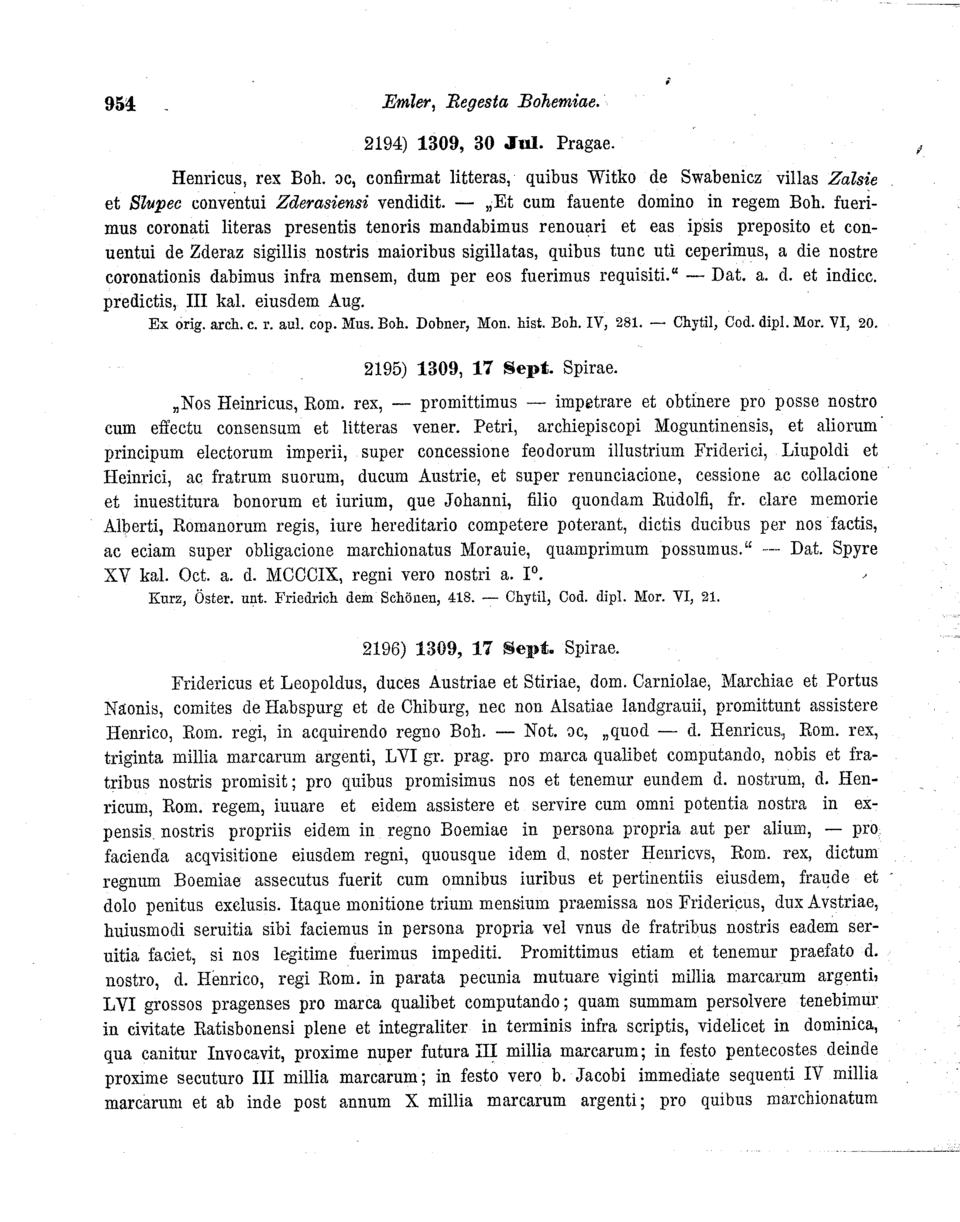 954
Emler, Regesta Bohemiae.
2194) 1309, 30 Jul. Pragae.
Henricus, rex Boh. ɔc, confirmat litteras, quibus Witko de Swabenicz villas Zalsie
et Slupec conventui Zderasiensi vendidit. — „Et cum fauente domino in regem Boh. fueri-
mus coronati literas presentis tenoris mandabimus renouari et eas ipsis preposito et con-
uentui de Zderaz sigillis nostris maioribus sigillatas, quibus tunc uti ceperimus, a die nostre
coronationis dabimus infra mensem, dum per eos fuerimus requisiti.“ — Dat. a. d. et indicc.
predictis, III kal. eiusdem Aug.
Ex orig. arch. c. r. aul. cop. Mus. Boh. Dobner, Mon. hist. Boh. IV, 281. — Chytil, Cod. dipl. Mor. VI, 20.
2195) 1309, 17 Sept. Spirae.
„Nos Heinricus, Rom. rex, — promittimus — impetrare et obtinere pro posse nostro
cum effectu consensum et litteras vener. Petri, archiepiscopi Moguntinensis, et aliorum
principum electorum imperii, super concessione feodorum illustrium Friderici, Liupoldi et
Heinrici, ac fratrum suorum, ducum Austrie, et super renunciacione, cessione ac collacione
et inuestitura bonorum et iurium, que Johanni, filio quondam Rudolfi, fr. clare memorie
Alberti, Romanorum regis, iure hereditario competere poterant, dictis ducibus per nos factis,
ac eciam super obligacione marchionatus Morauie, quamprimum possumus.“ — Dat. Spyre
XV kal. Oct. a. d. MCCCIX, regni vero nostri a. I⁰.
Kurz, Öster. unt. Friedrich dem Schönen, 418. — Chytil, Cod. dipl. Mor. VI, 21.
2196) 1309, 17 Sept. Spirae.
Fridericus et Leopoldus, duces Austriae et Stiriae, dom. Carniolae, Marchiae et Portus
Naonis, comites de Habspurg et de Chiburg, nec non Alsatiae landgrauii, promittunt assistere
Henrico, Rom. regi, in acquirendo regno Boh. — Not. ɔc, „quod — d. Henricus, Rom. rex,
triginta millia marcarum argenti, LVI gr. prag. pro marca qualibet computando, nobis et fra-
tribus nostris promisit; pro quibus promisimus nos et tenemur eundem d. nostrum, d. Hen-
ricum, Rom. regem, iuuare et eidem assistere et servire cum omni potentia nostra in ex-
pensis nostris propriis eidem in regno Boemiae in persona propria aut per alium, — pro
facienda acqvisitione eiusdem regni, quousque idem d. noster Henricvs, Rom. rex, dictum
regnum Boemiae assecutus fuerit cum omnibus iuribus et pertinentiis eiusdem, fraude et
dolo penitus exelusis. Itaque monitione trium mensium praemissa nos Fridericus, dux Avstriae,
huiusmodi seruitia sibi faciemus in persona propria vel vnus de fratribus nostris eadem ser-
uitia faciet, si nos legitime fuerimus impediti. Promittimus etiam et tenemur praefato d.
nostro, d. Henrico, regi Rom. in parata pecunia mutuare viginti millia marcarum argenti,
LVI grossos pragenses pro marca qualibet computando; quam summam persolvere tenebimur
in civitate Ratisbonensi plene et integraliter in terminis infra scriptis, videlicet in dominica,
qua canitur Invocavit, proxime nuper futura III millia marcarum; in festo pentecostes deinde
proxime secuturo III millia marcarum; in festo vero b. Jacobi immediate sequenti IV millia
marcarum et ab inde post annum X millia marcarum argenti; pro quibus marchionatum